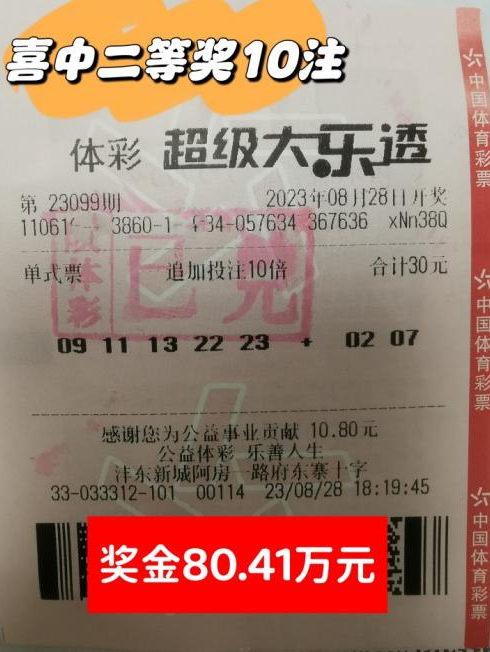 喜中二等奖10注
体彩 超级大乐透
第 23099期 2023年08月28日开奖
3860-1 34-057634 367636 xNn38Q
单式票 追加投注10倍 合计30元
体彩 已兑
09 11 13 22 23 + 02 07
感谢您为公益事业贡献 10.80元
公益体彩 乐善人生
沣东新城阿房一路府东寨十字
33-033312-101 00114 23/08/28 18:19:45
奖金80.41万元
中国体育彩票
中国体育彩票
中国体育彩票